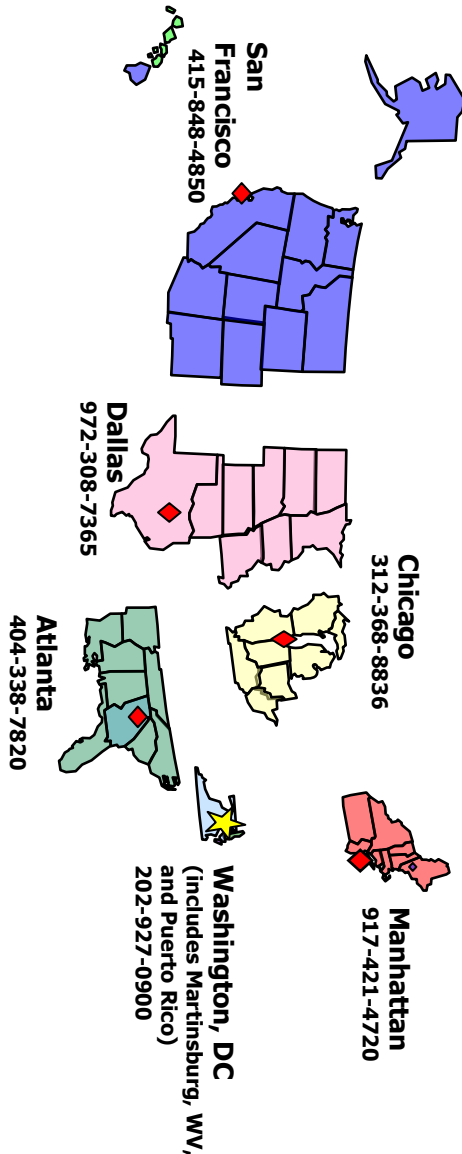 San
Francisco
415-848-4850
Dallas
972-308-7365
Chicago
312-368-8836
Atlanta
404-338-7820
Manhattan
917-421-4720
Washington, DC
(includes Martinsburg, WV,
and Puerto Rico)
202-927-0900